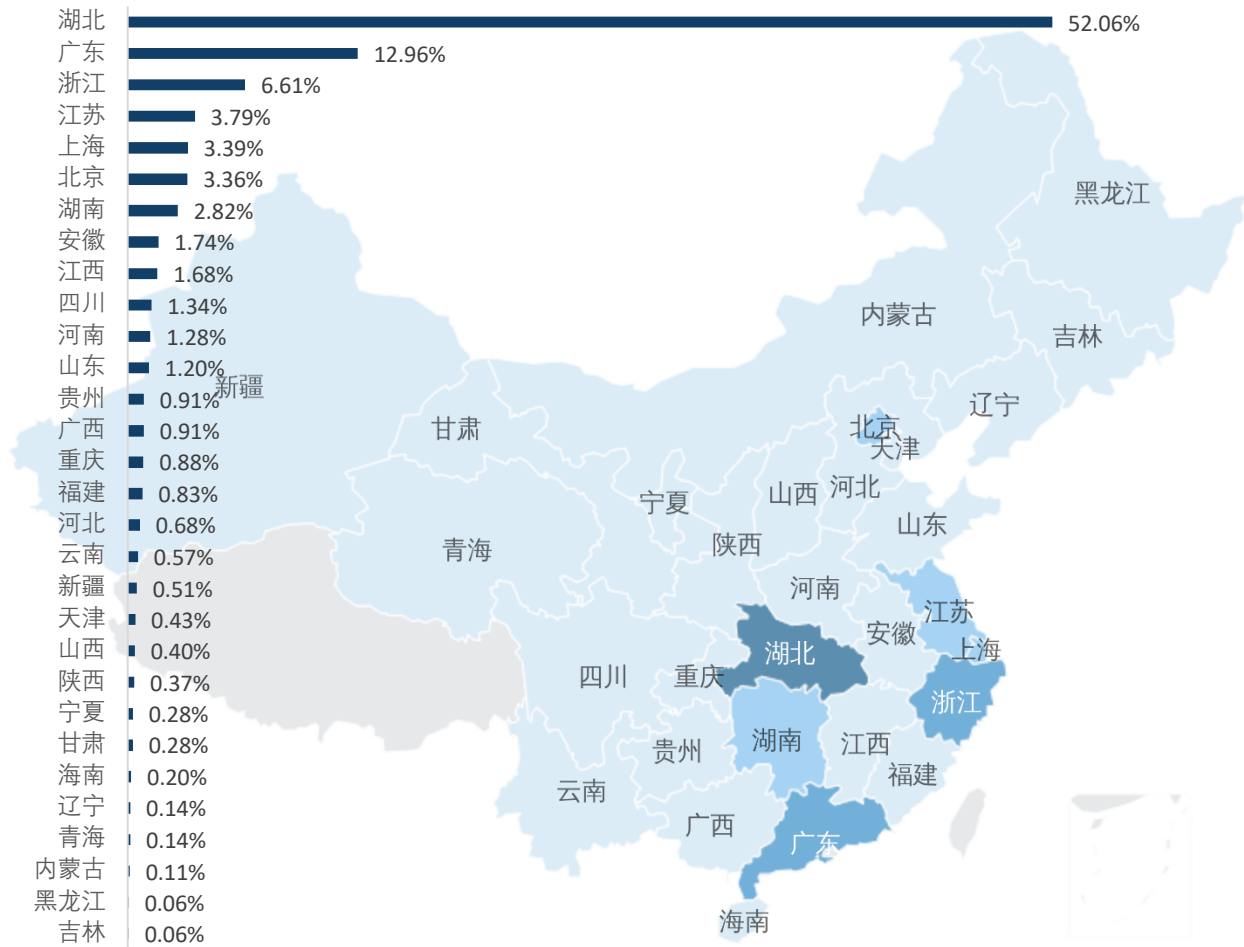 湖北 52.06%
广东 12.96%
浙江 6.61%
江苏 3.79%
上海 3.39%
北京 3.36%
湖南 2.82%
安徽 1.74%
江西 1.68%
四川 1.34%
河南 1.28%
山东 1.20%
贵州 0.91%
广西 0.91%
重庆 0.88%
福建 0.83%
河北 0.68%
云南 0.57%
新疆 0.51%
天津 0.43%
山西 0.40%
陕西 0.37%
宁夏 0.28%
甘肃 0.28%
海南 0.20%
辽宁 0.14%
青海 0.14%
内蒙古 0.11%
黑龙江 0.06%
吉林 0.06%
黑龙江
内蒙古
吉林
新疆
辽宁
甘肃
北京
天津
宁夏
山西
河北
山东
青海
陕西
河南
江苏
安徽
上海
湖北
四川
重庆
浙江
湖南
江西
贵州
福建
云南
广西
广东
海南